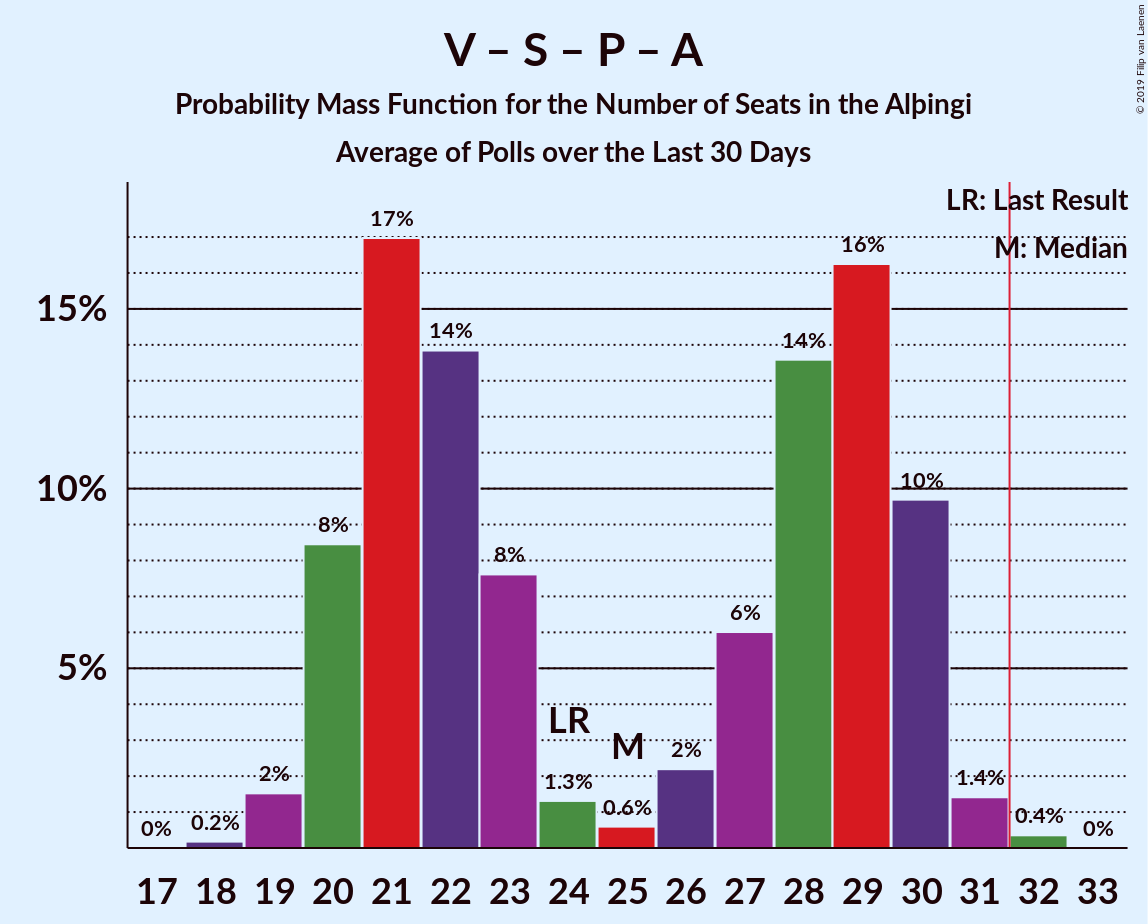 V – S – P – A
Probability Mass Function for the Number of Seats in the Alþingi
Average of Polls over the Last 30 Days
© 2019 Filip van Laenen
LR: Last Result
M: Median
15%
10%
5%
0%
0.2%
2%
8%
17%
14%
8%
LR
1.3%
M
0.6%
2%
6%
14%
16%
10%
1.4%
0.4%
0%
17 18 19 20 21 22 23 24 25 26 27 28 29 30 31 32 33